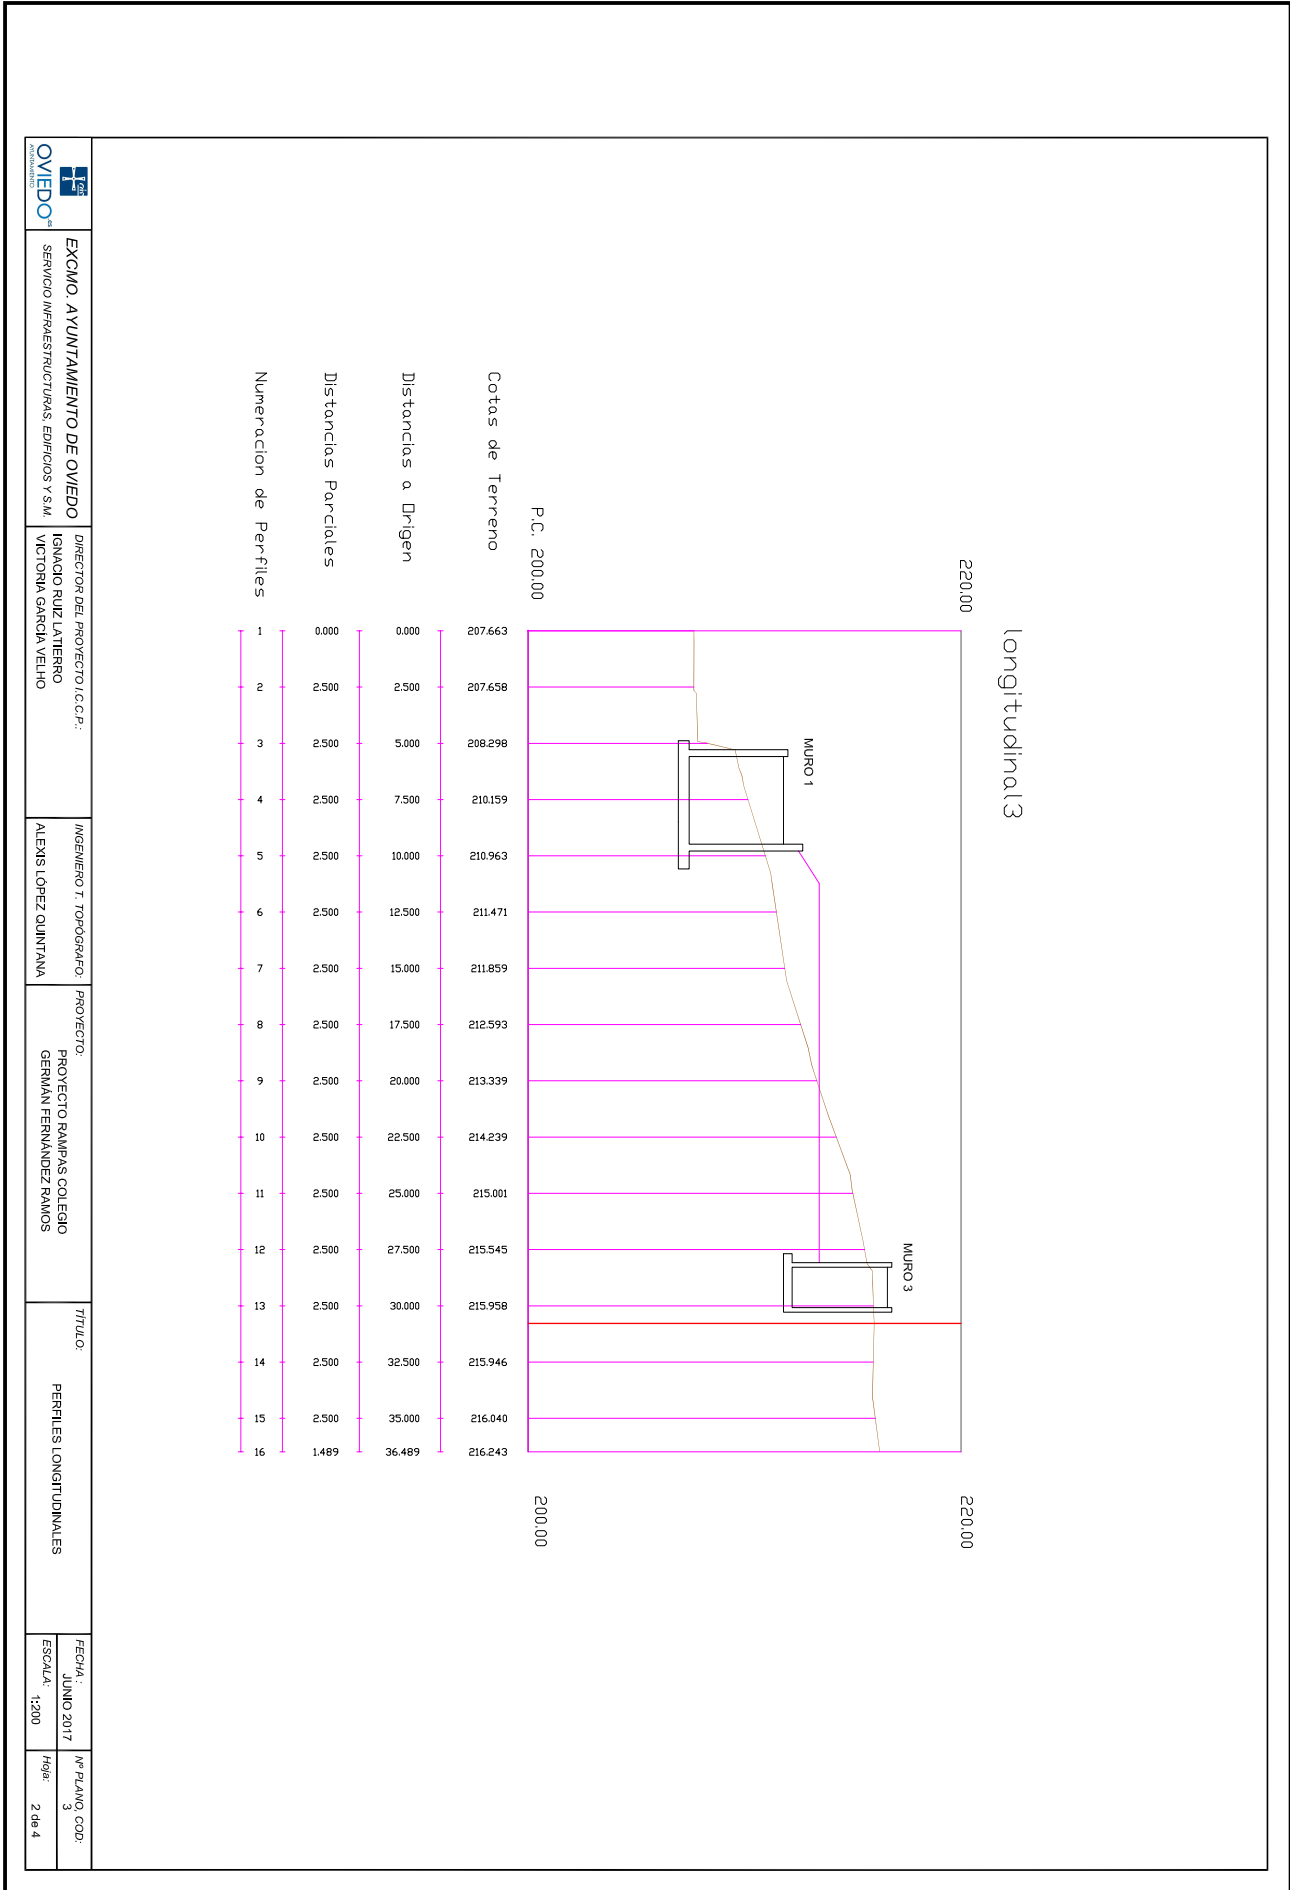 longitudinal3
220.00
220.00
MURO 1
MURO 3
P.C. 200.00
200.00
Cotas de Terreno
207.663
207.658
208.298
210.159
210.963
211.471
211.859
212.593
213.339
214.239
215.001
215.545
215.958
215.946
216.040
216.243
Distancias a Origen
0.000
2.500
5.000
7.500
10.000
12.500
15.000
17.500
20.000
22.500
25.000
27.500
30.000
32.500
35.000
36.489
Distancias Parciales
0.000
2.500
2.500
2.500
2.500
2.500
2.500
2.500
2.500
2.500
2.500
2.500
2.500
2.500
2.500
1.489
Numeracion de Perfiles
1
2
3
4
5
6
7
8
9
10
11
12
13
14
15
16
OVIEDO.es
AYUNTAMIENTO
EXCMO. AYUNTAMIENTO DE OVIEDO
SERVICIO INFRAESTRUCTURAS, EDIFICIOS Y S.M.
DIRECTOR DEL PROYECTO I.C.C.P.:
IGNACIO RUIZ LATIERRO
VICTORIA GARCÍA VELHO
INGENIERO T. TOPÓGRAFO:
ALEXIS LÓPEZ QUINTANA
PROYECTO:
PROYECTO RAMPAS COLEGIO
GERMÁN FERNÁNDEZ RAMOS
TÍTULO:
PERFILES LONGITUDINALES
FECHA :
JUNIO 2017
ESCALA:
1:200
Nº PLANO, COD:
3
Hoja:
2 de 4